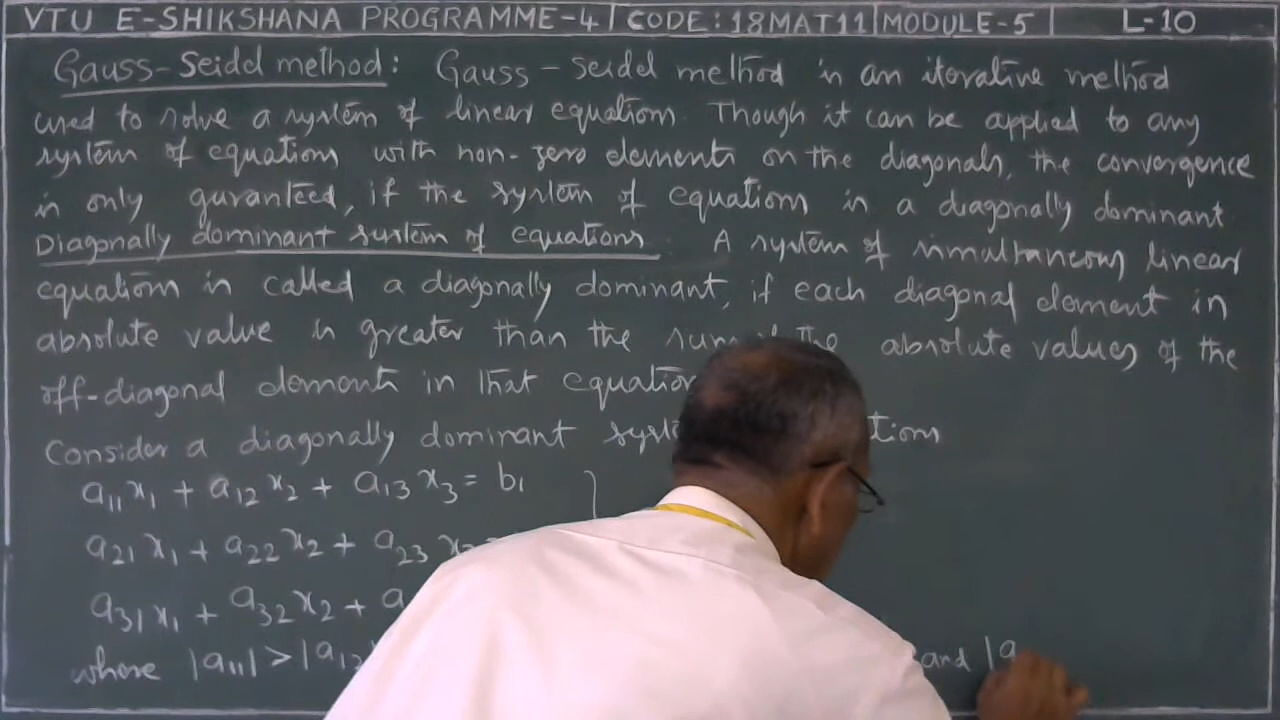 VTU E-SHIKSHANA PROGRAMME-4 | CODE: 18MAT11 | MODULE-5 | L-10
Gauss-Seidel method: Gauss-seidel method is an iterative method
used to solve a system of linear equations. Though it can be applied to any
system of equations with non-zero elements on the diagonals, the convergence
is only guranteed, if the system of equations is a diagonally dominant
Diagonally dominant system of equations A system of simultaneous linear
equations is called a diagonally dominant, if each diagonal element in
absolute value is greater than the sum of the absolute values of the
off-diagonal elements in that equation
Consider a diagonally dominant
a11x1 + a12x2 + a13x3 = b1
a21x1 + a22x2 + a23
a31x1 + a32x2 + a
where |a11| > |a12 and |a